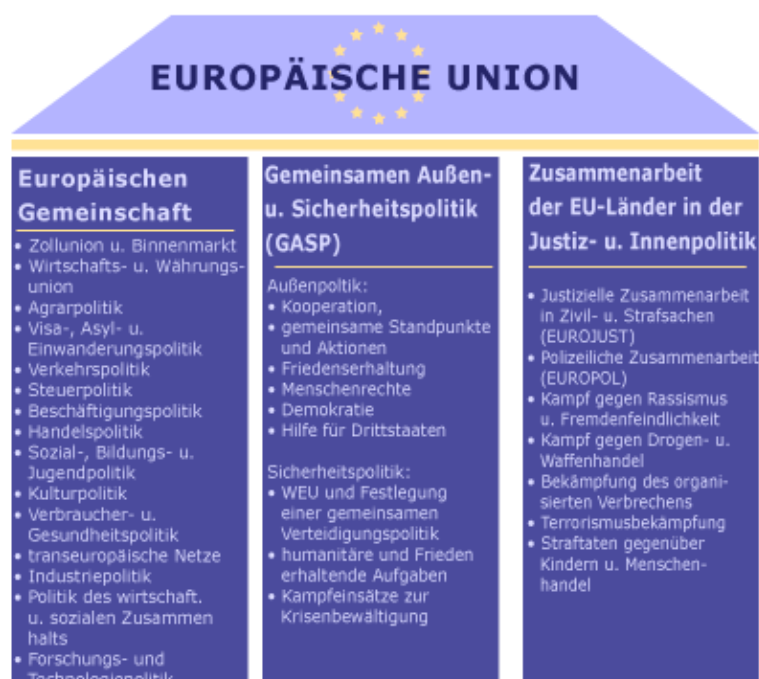 EUROPÄISCHE UNION
Europäischen
Gemeinschaft
• Zollunion u. Binnenmarkt
• Wirtschafts- u. Währungs-
union
• Agrarpolitik
• Visa-, Asyl- u.
Einwanderungspolitik
• Verkehrspolitik
• Steuerpolitik
• Beschäftigungspolitik
• Handelspolitik
• Sozial-, Bildungs- u.
Jugendpolitik
• Kulturpolitik
• Verbraucher- u.
Gesundheitspolitik
• transeuropäische Netze
• Industriepolitik
• Politik des wirtschaft.
u. sozialen Zusammen
halts
• Forschungs- und
Technologiepolitik
Gemeinsamen Außen-
u. Sicherheitspolitik
(GASP)
Außenpoltik:
• Kooperation,
• gemeinsame Standpunkte
und Aktionen
• Friedenserhaltung
• Menschenrechte
• Demokratie
• Hilfe für Drittstaaten
Sicherheitspolitik:
• WEU und Festlegung
einer gemeinsamen
Verteidigungspolitik
• humanitäre und Frieden
erhaltende Aufgaben
• Kampfeinsätze zur
Krisenbewältigung
Zusammenarbeit
der EU-Länder in der
Justiz- u. Innenpolitik
• Justizielle Zusammenarbeit
in Zivil- u. Strafsachen
(EUROJUST)
• Polizeiliche Zusammenarbeit
(EUROPOL)
• Kampf gegen Rassismus
u. Fremdenfeindlichkeit
• Kampf gegen Drogen- u.
Waffenhandel
• Bekämpfung des organi-
sierten Verbrechens
• Terrorismusbekämpfung
• Straftaten gegenüber
Kindern u. Menschen-
handel